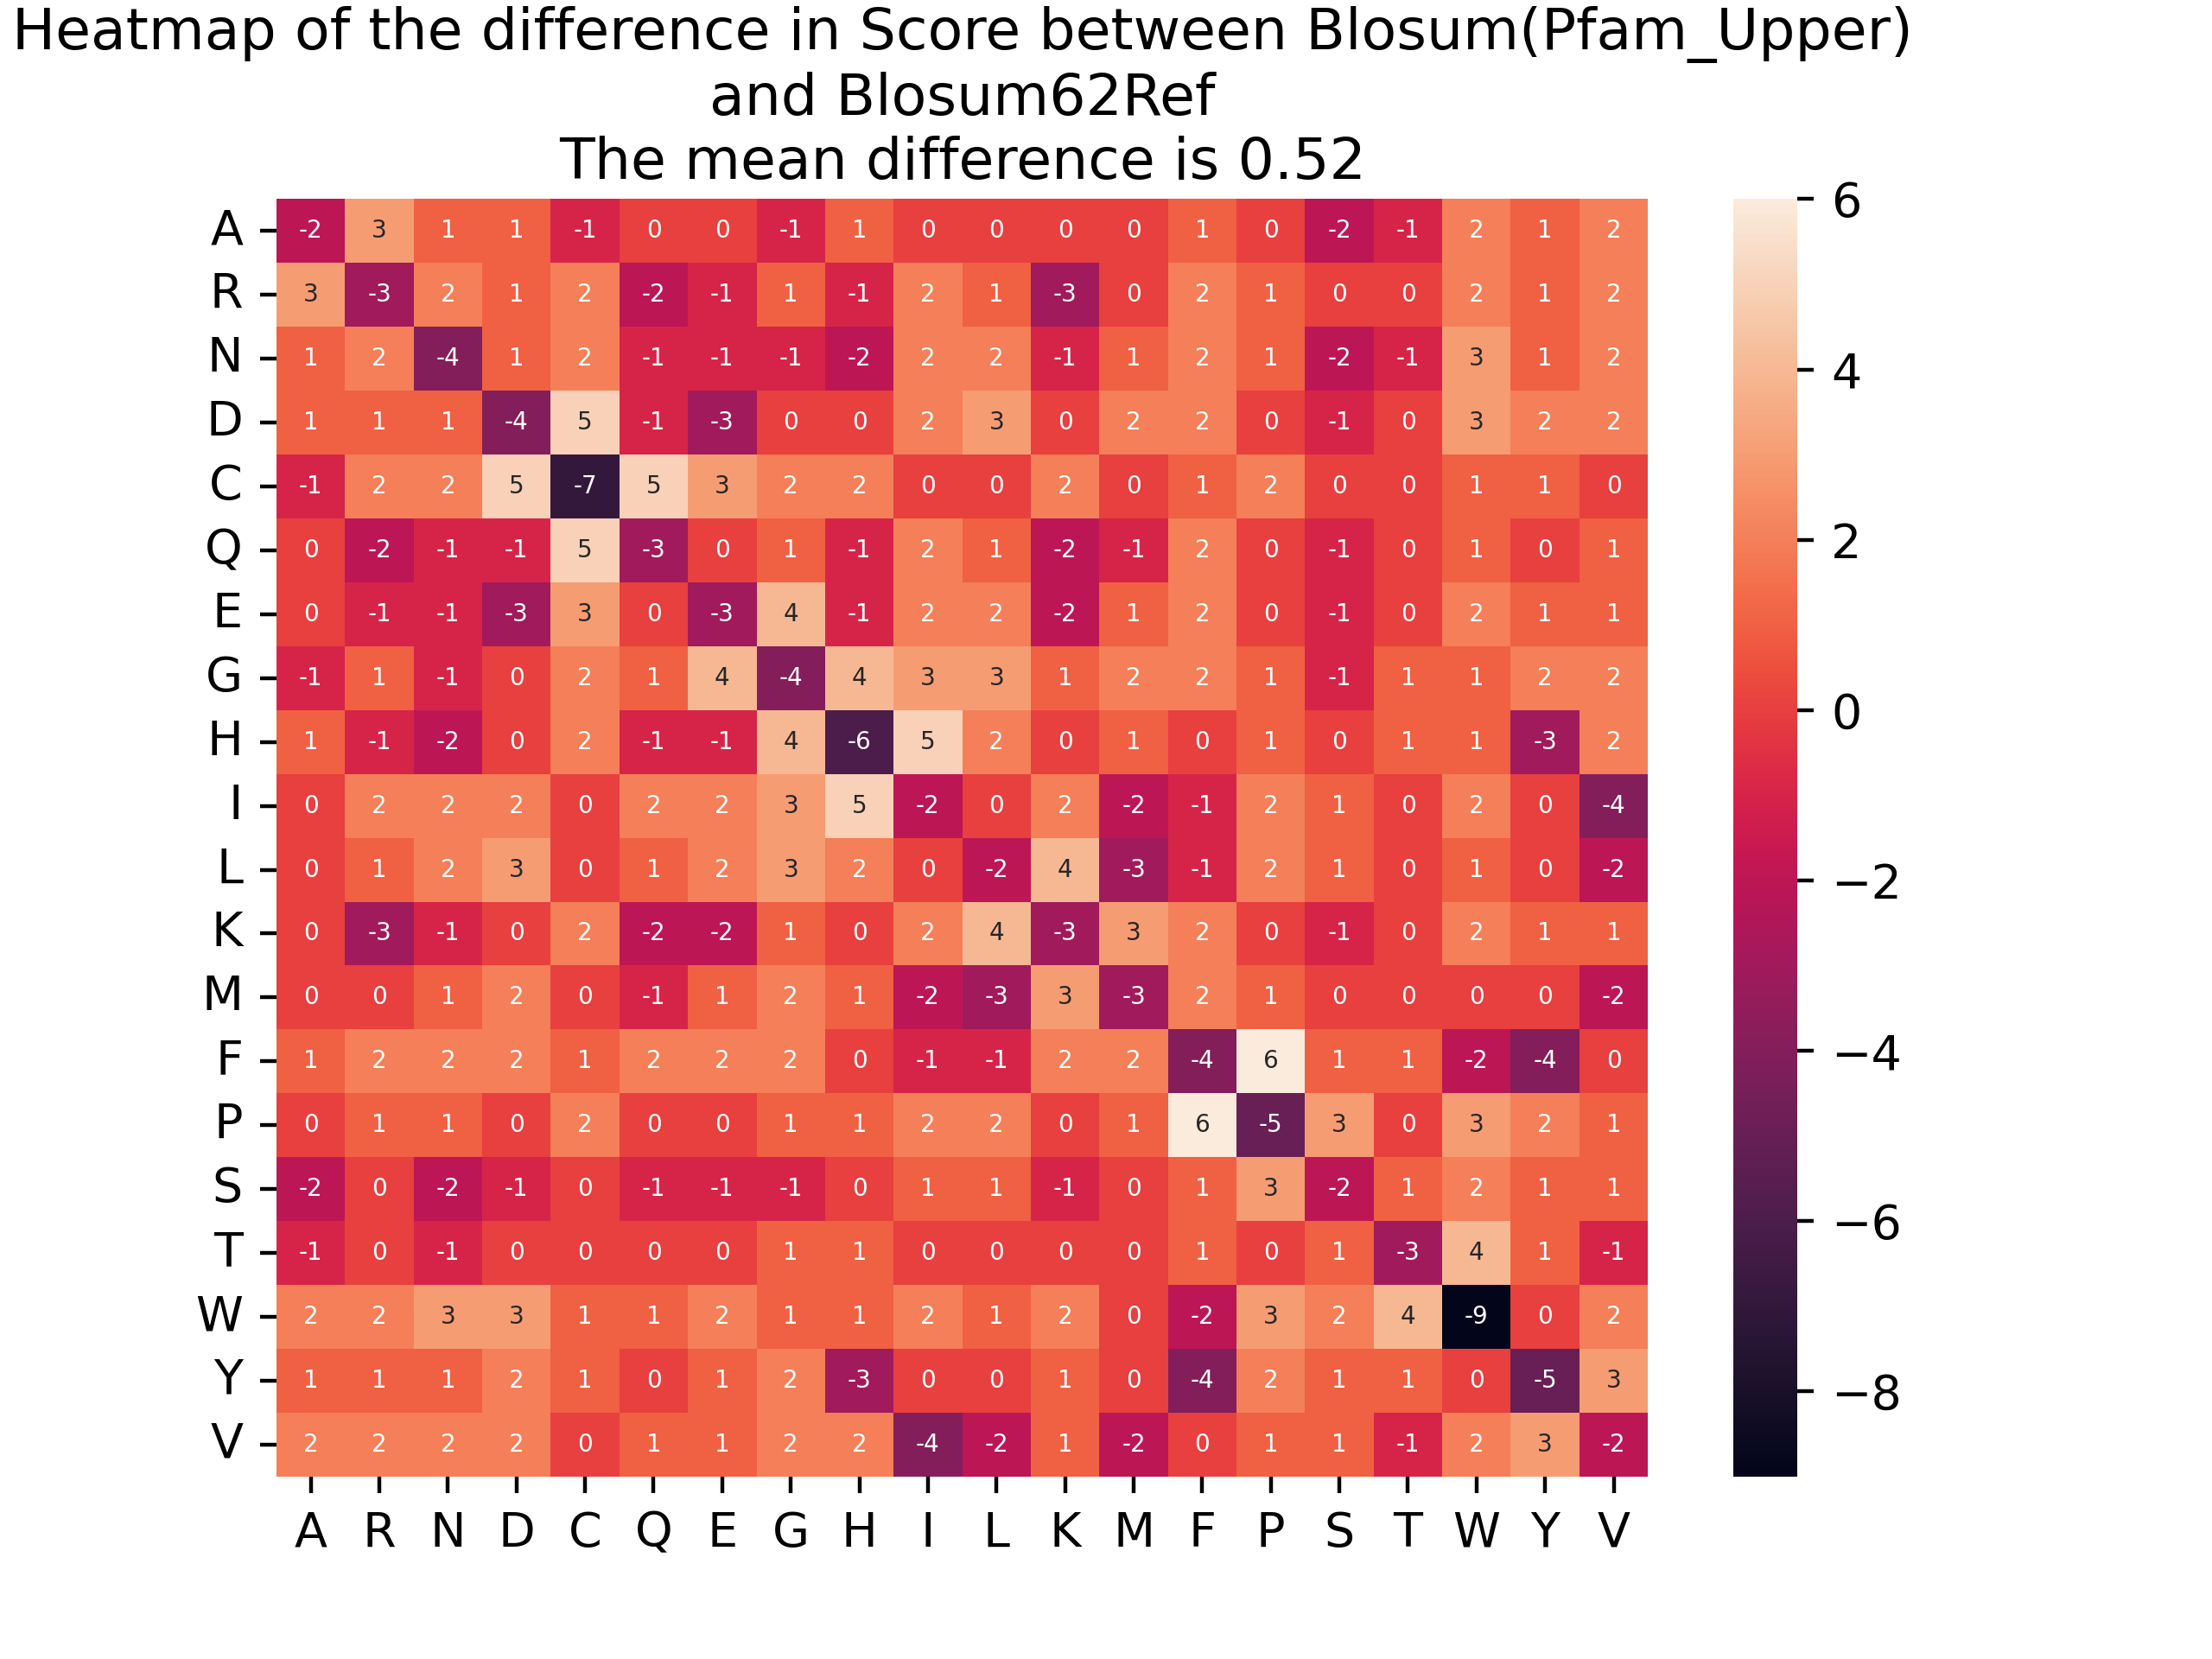 Heatmap of the difference in Score between Blosum(Pfam_Upper)
and Blosum62Ref
The mean difference is 0.52
A -2 3 1 1 -1 0 0 -1 1 0 0 0 0 1 0 -2 -1 2 1 2
R 3 -3 2 1 2 -2 -1 1 -1 2 1 -3 0 2 1 0 0 2 1 2
N 1 2 -4 1 2 -1 -1 -1 -2 2 2 -1 1 2 1 -2 -1 3 1 2
D 1 1 1 -4 5 -1 -3 0 0 2 3 0 2 2 0 -1 0 3 2 2
C -1 2 2 5 -7 5 3 2 2 0 0 2 0 1 2 0 0 1 1 0
Q 0 -2 -1 -1 5 -3 0 1 -1 2 1 -2 -1 2 0 -1 0 1 0 1
E 0 -1 -1 -3 3 0 -3 4 -1 2 2 -2 1 2 0 -1 0 2 1 1
G -1 1 -1 0 2 1 4 -4 4 3 3 1 2 2 1 -1 1 1 2 2
H 1 -1 -2 0 2 -1 -1 4 -6 5 2 0 1 0 1 0 1 1 -3 2
I 0 2 2 2 0 2 2 3 5 -2 0 2 -2 -1 2 1 0 2 0 -4
L 0 1 2 3 0 1 2 3 2 0 -2 4 -3 -1 2 1 0 1 0 -2
K 0 -3 -1 0 2 -2 -2 1 0 2 4 -3 3 2 0 -1 0 2 1 1
M 0 0 1 2 0 -1 1 2 1 -2 -3 3 -3 2 1 0 0 0 0 -2
F 1 2 2 2 1 2 2 2 0 -1 -1 2 2 -4 6 1 1 -2 -4 0
P 0 1 1 0 2 0 0 1 1 2 2 0 1 6 -5 3 0 3 2 1
S -2 0 -2 -1 0 -1 -1 -1 0 1 1 -1 0 1 3 -2 1 2 1 1
T -1 0 -1 0 0 0 0 1 1 0 0 0 0 1 0 1 -3 4 1 -1
W 2 2 3 3 1 1 2 1 1 2 1 2 0 -2 3 2 4 -9 0 2
Y 1 1 1 2 1 0 1 2 -3 0 0 1 0 -4 2 1 1 0 -5 3
V 2 2 2 2 0 1 1 2 2 -4 -2 1 -2 0 1 1 -1 2 3 -2
A R N D C Q E G H I L K M F P S T W Y V
6
4
2
0
−2
−4
−6
−8